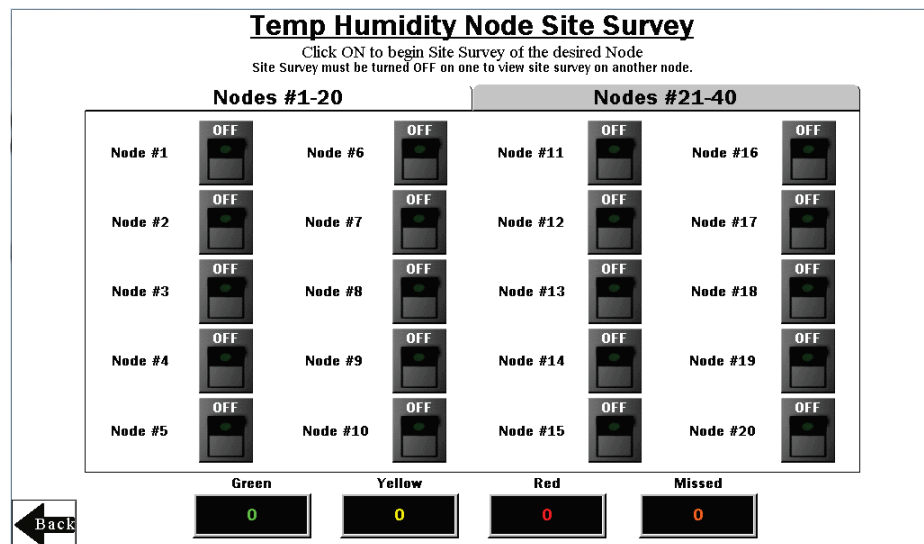 Temp Humidity Node Site Survey
Click ON to begin Site Survey of the desired Node
Site Survey must be turned OFF on one to view site survey on another node.
Nodes #1-20 Nodes #21-40
OFF OFF OFF OFF
Node #1 Node #6 Node #11 Node #16
OFF OFF OFF OFF
Node #2 Node #7 Node #12 Node #17
OFF OFF OFF OFF
Node #3 Node #8 Node #13 Node #18
OFF OFF OFF OFF
Node #4 Node #9 Node #14 Node #19
OFF OFF OFF OFF
Node #5 Node #10 Node #15 Node #20
Green Yellow Red Missed
0 0 0 0
Back